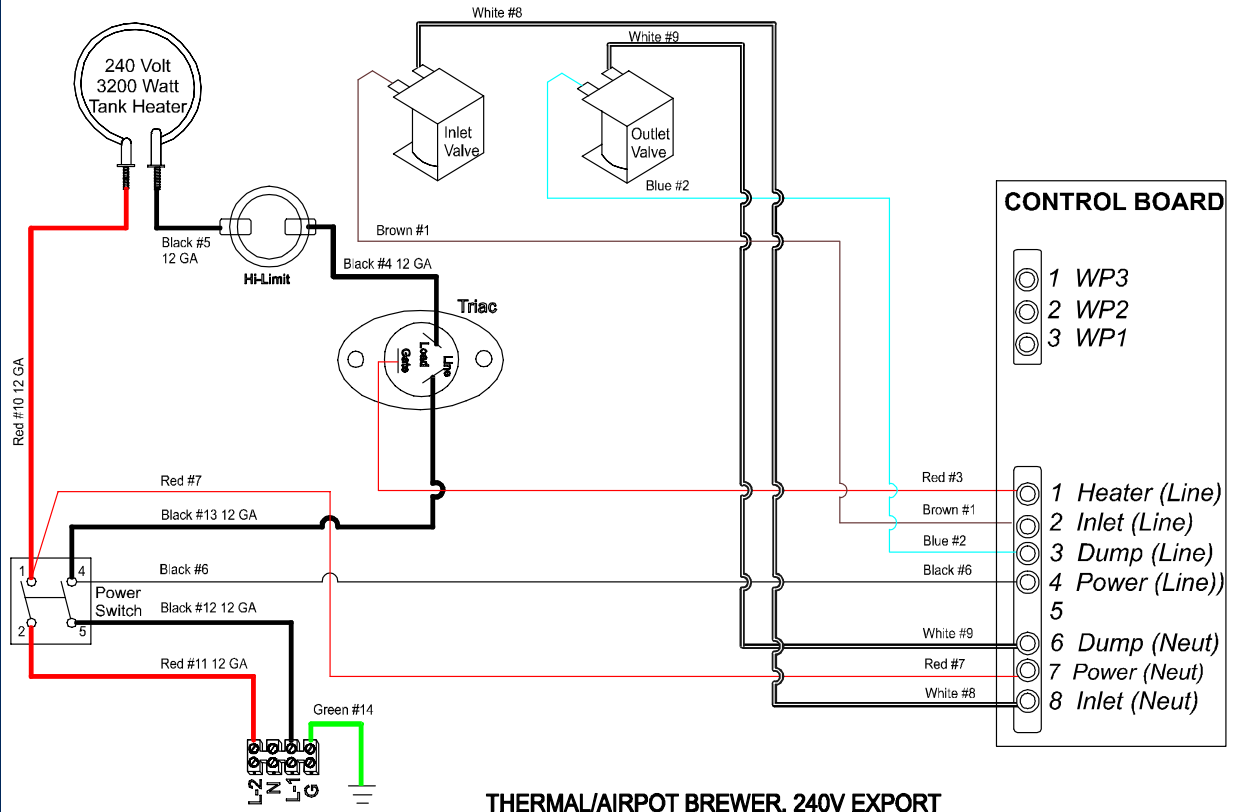 White #8
White #9
240 Volt
3200 Watt
Tank Heater
Inlet
Valve
Outlet
Valve
Blue #2
CONTROL BOARD
Brown #1
Black #5
12 GA
Black #4 12 GA
Hi-Limit
1 WP3
2 WP2
3 WP1
Triac
Gate
Load
Line
Red #10 12 GA
Red #7
Red #3
1 Heater (Line)
Black #13 12 GA
Brown #1
2 Inlet (Line)
Blue #2
3 Dump (Line)
1
4
Black #6
Black #6
4 Power (Line))
Power
Switch
Black #12 12 GA
5
2
5
White #9
6 Dump (Neut)
Red #11 12 GA
Red #7
7 Power (Neut)
White #8
8 Inlet (Neut)
Green #14
L-2
N
L-1
G
THERMAL/AIRPOT BREWER, 240V EXPORT